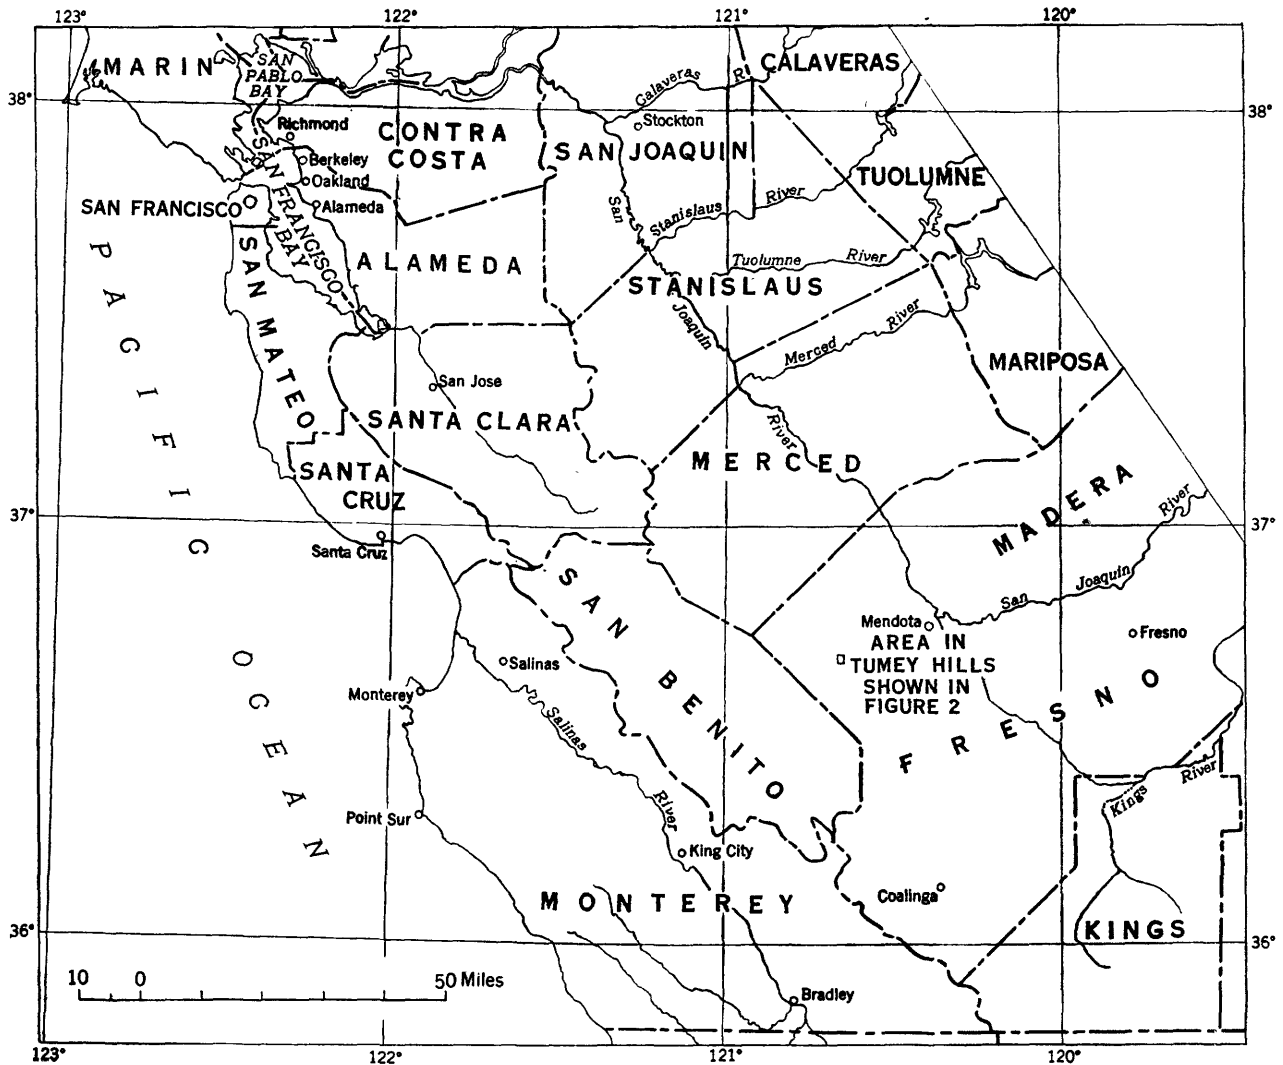 123° 122° 121° 120°
MARIN
SAN
PABLO
BAY
CALAVERAS
Calaveras R
38° 38°
Richmond
CONTRA
COSTA
Stockton
SAN JOAQUIN
Berkeley
Oakland
Alameda
TUOLUMNE
SAN FRANCISCO
SAN FRANCISCO
BAY
San
Stanislaus River
PACIFIC
SAN MATEO
ALAMEDA
Tuolumne River
STANISLAUS
Joaquin
Merced River
MARIPOSA
San Jose
SANTA CLARA
River
MERCED
SANTA
CRUZ
MADERA
River
37° 37°
Santa Cruz
SAN BENITO
San Joaquin
Mendota
Fresno
AREA IN
TUMEY HILLS
SHOWN IN
FIGURE 2
OCEAN
Salinas
Monterey
Salinas
River
FRESNO
Kings River
Point Sur
King City
Coalinga
MONTEREY
KINGS
36° 36°
10 0 50 Miles
Bradley
123° 122° 121° 120°